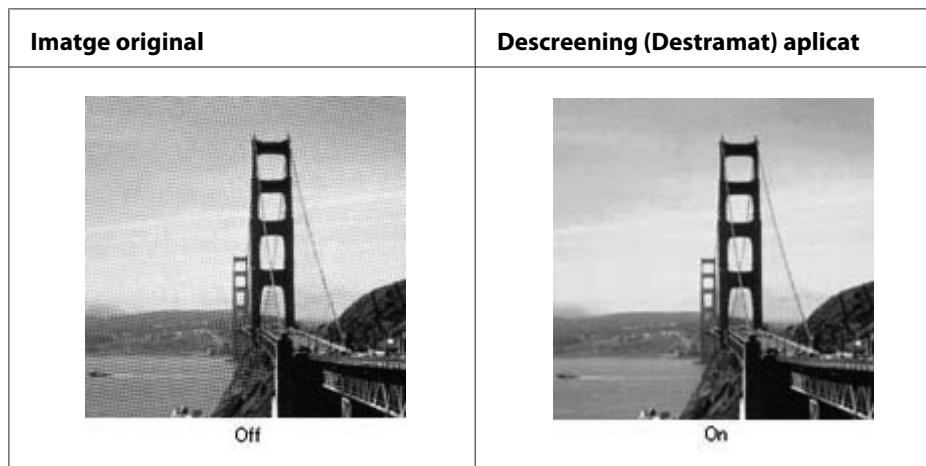 Imatge original
Descreening (Destramat) aplicat
Off
On